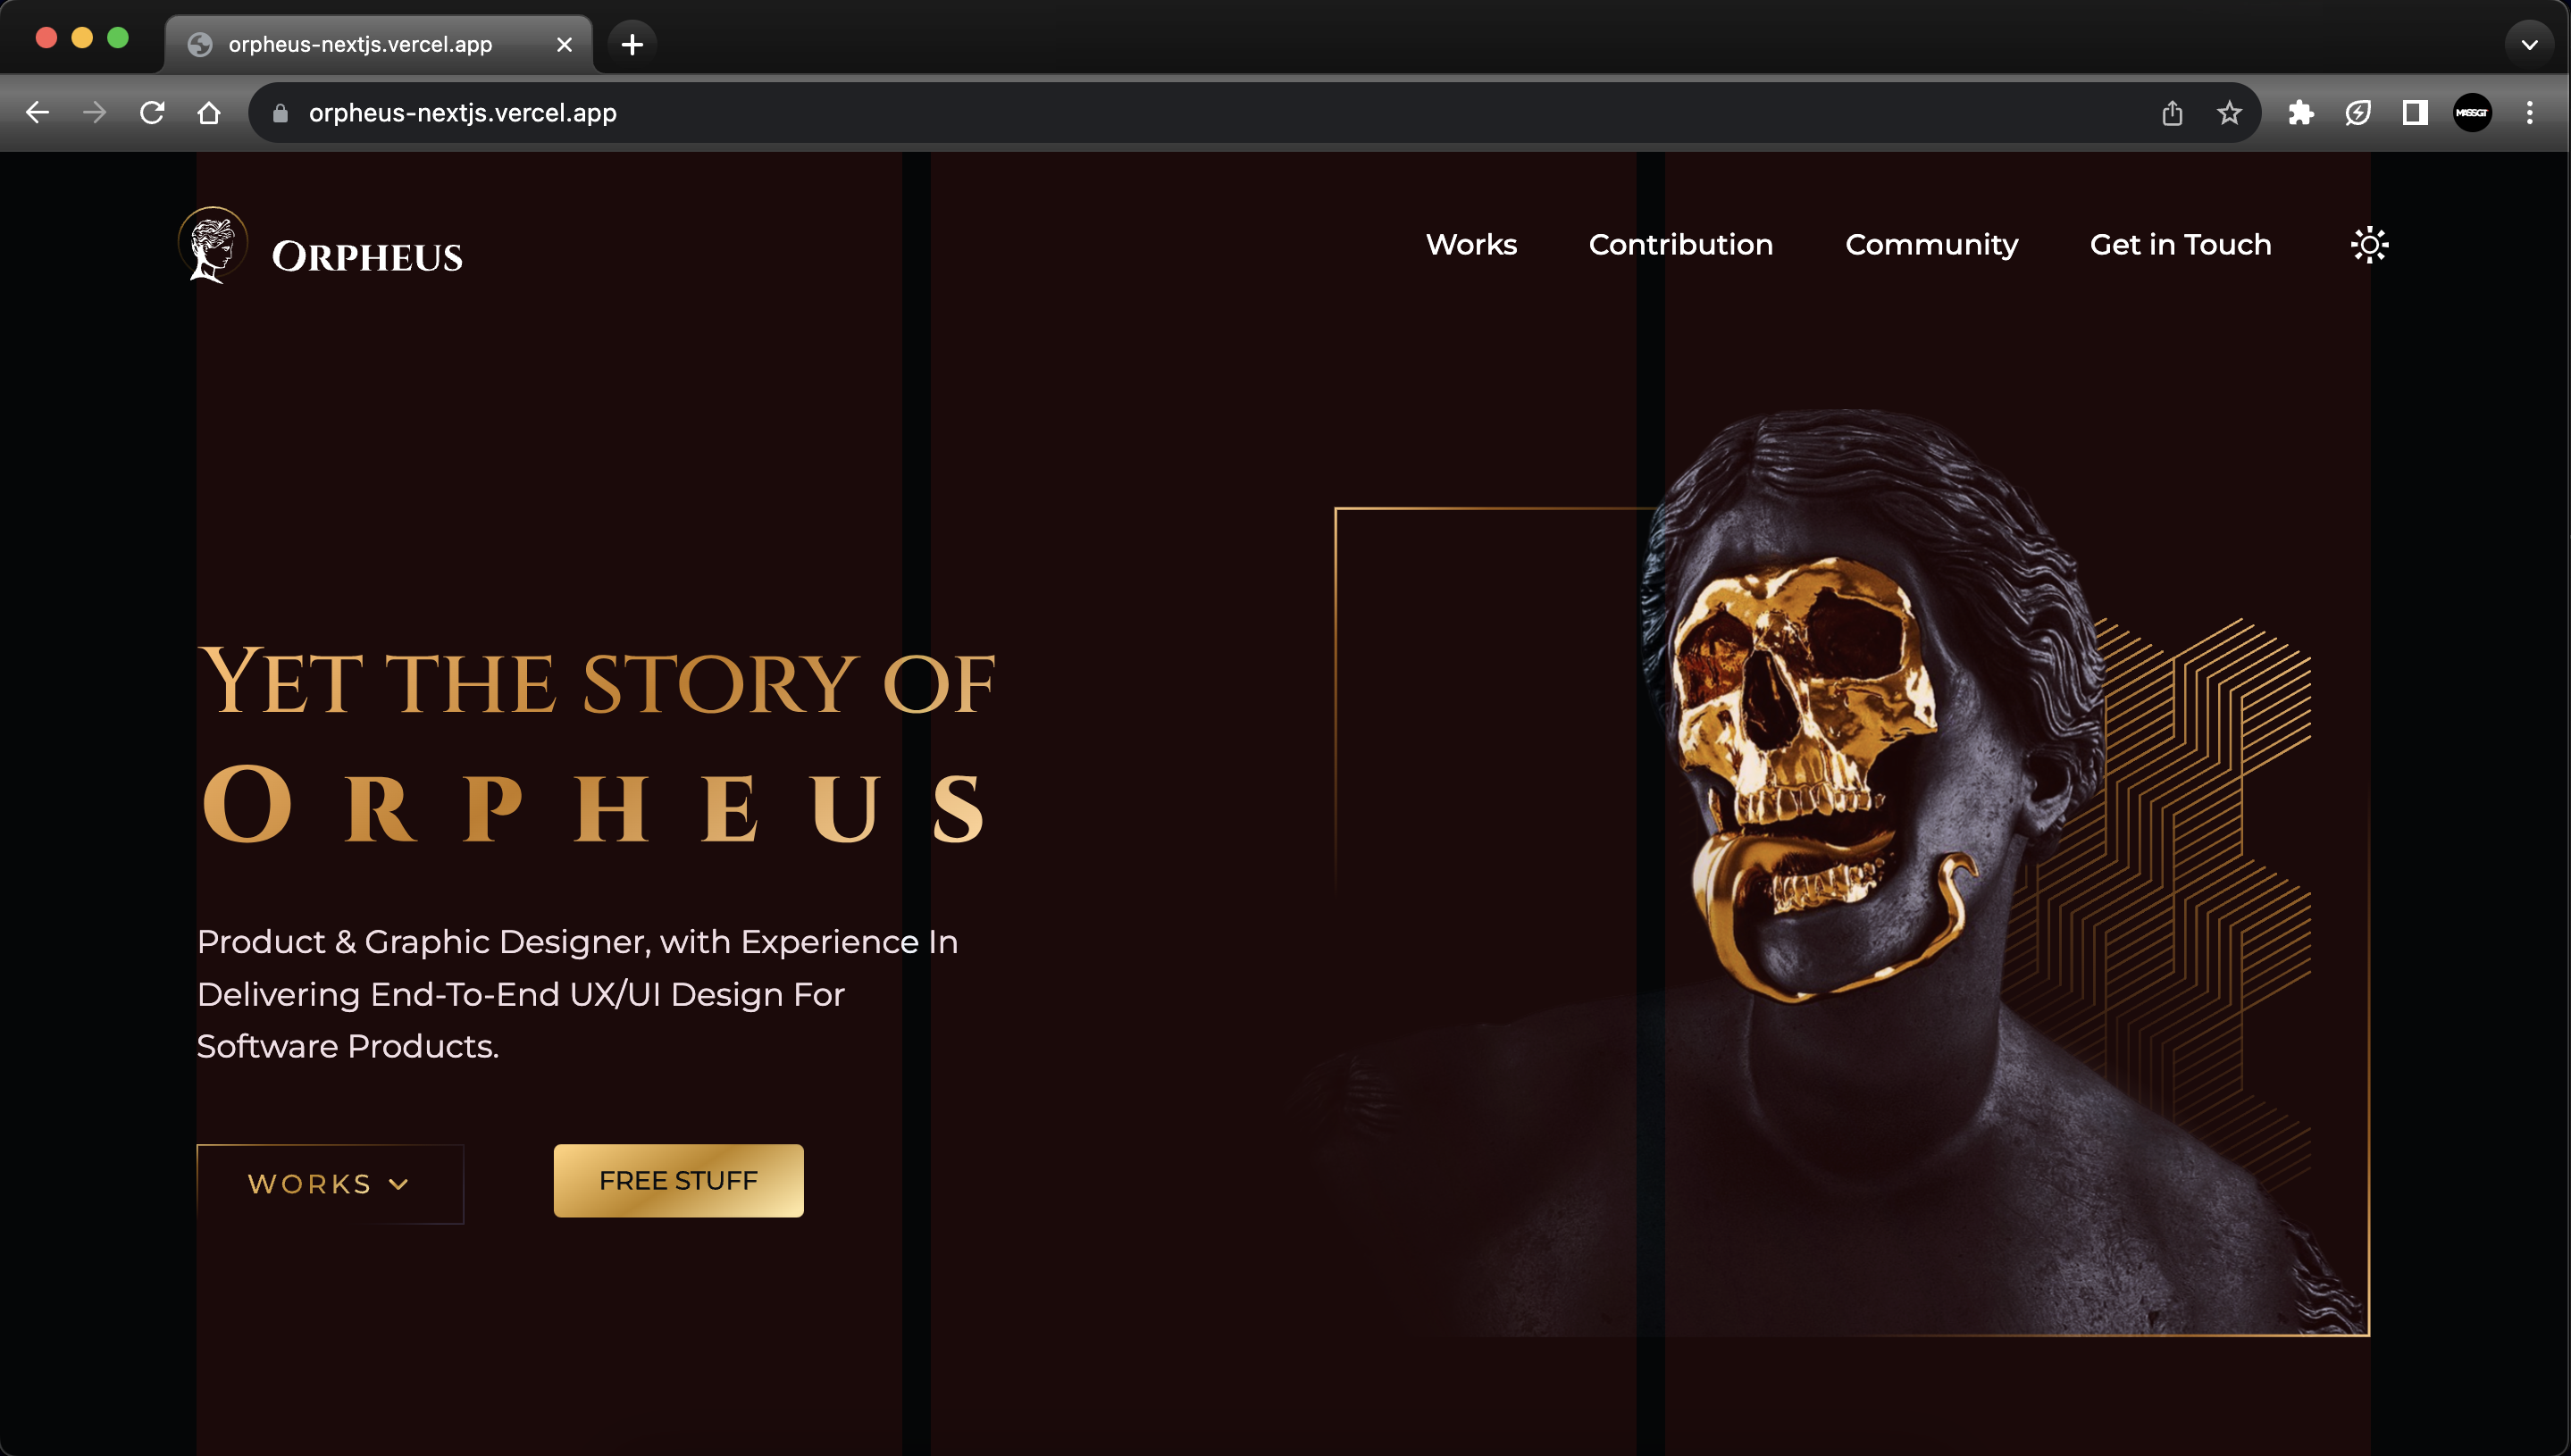 orpheus-nextjs.vercel.app
orpheus-nextjs.vercel.app
MASSGT
Orpheus
Works Contribution Community Get in Touch
Yet the story of
Orpheus
Product & Graphic Designer, with Experience In
Delivering End-To-End UX/UI Design For
Software Products.
WORKS
FREE STUFF